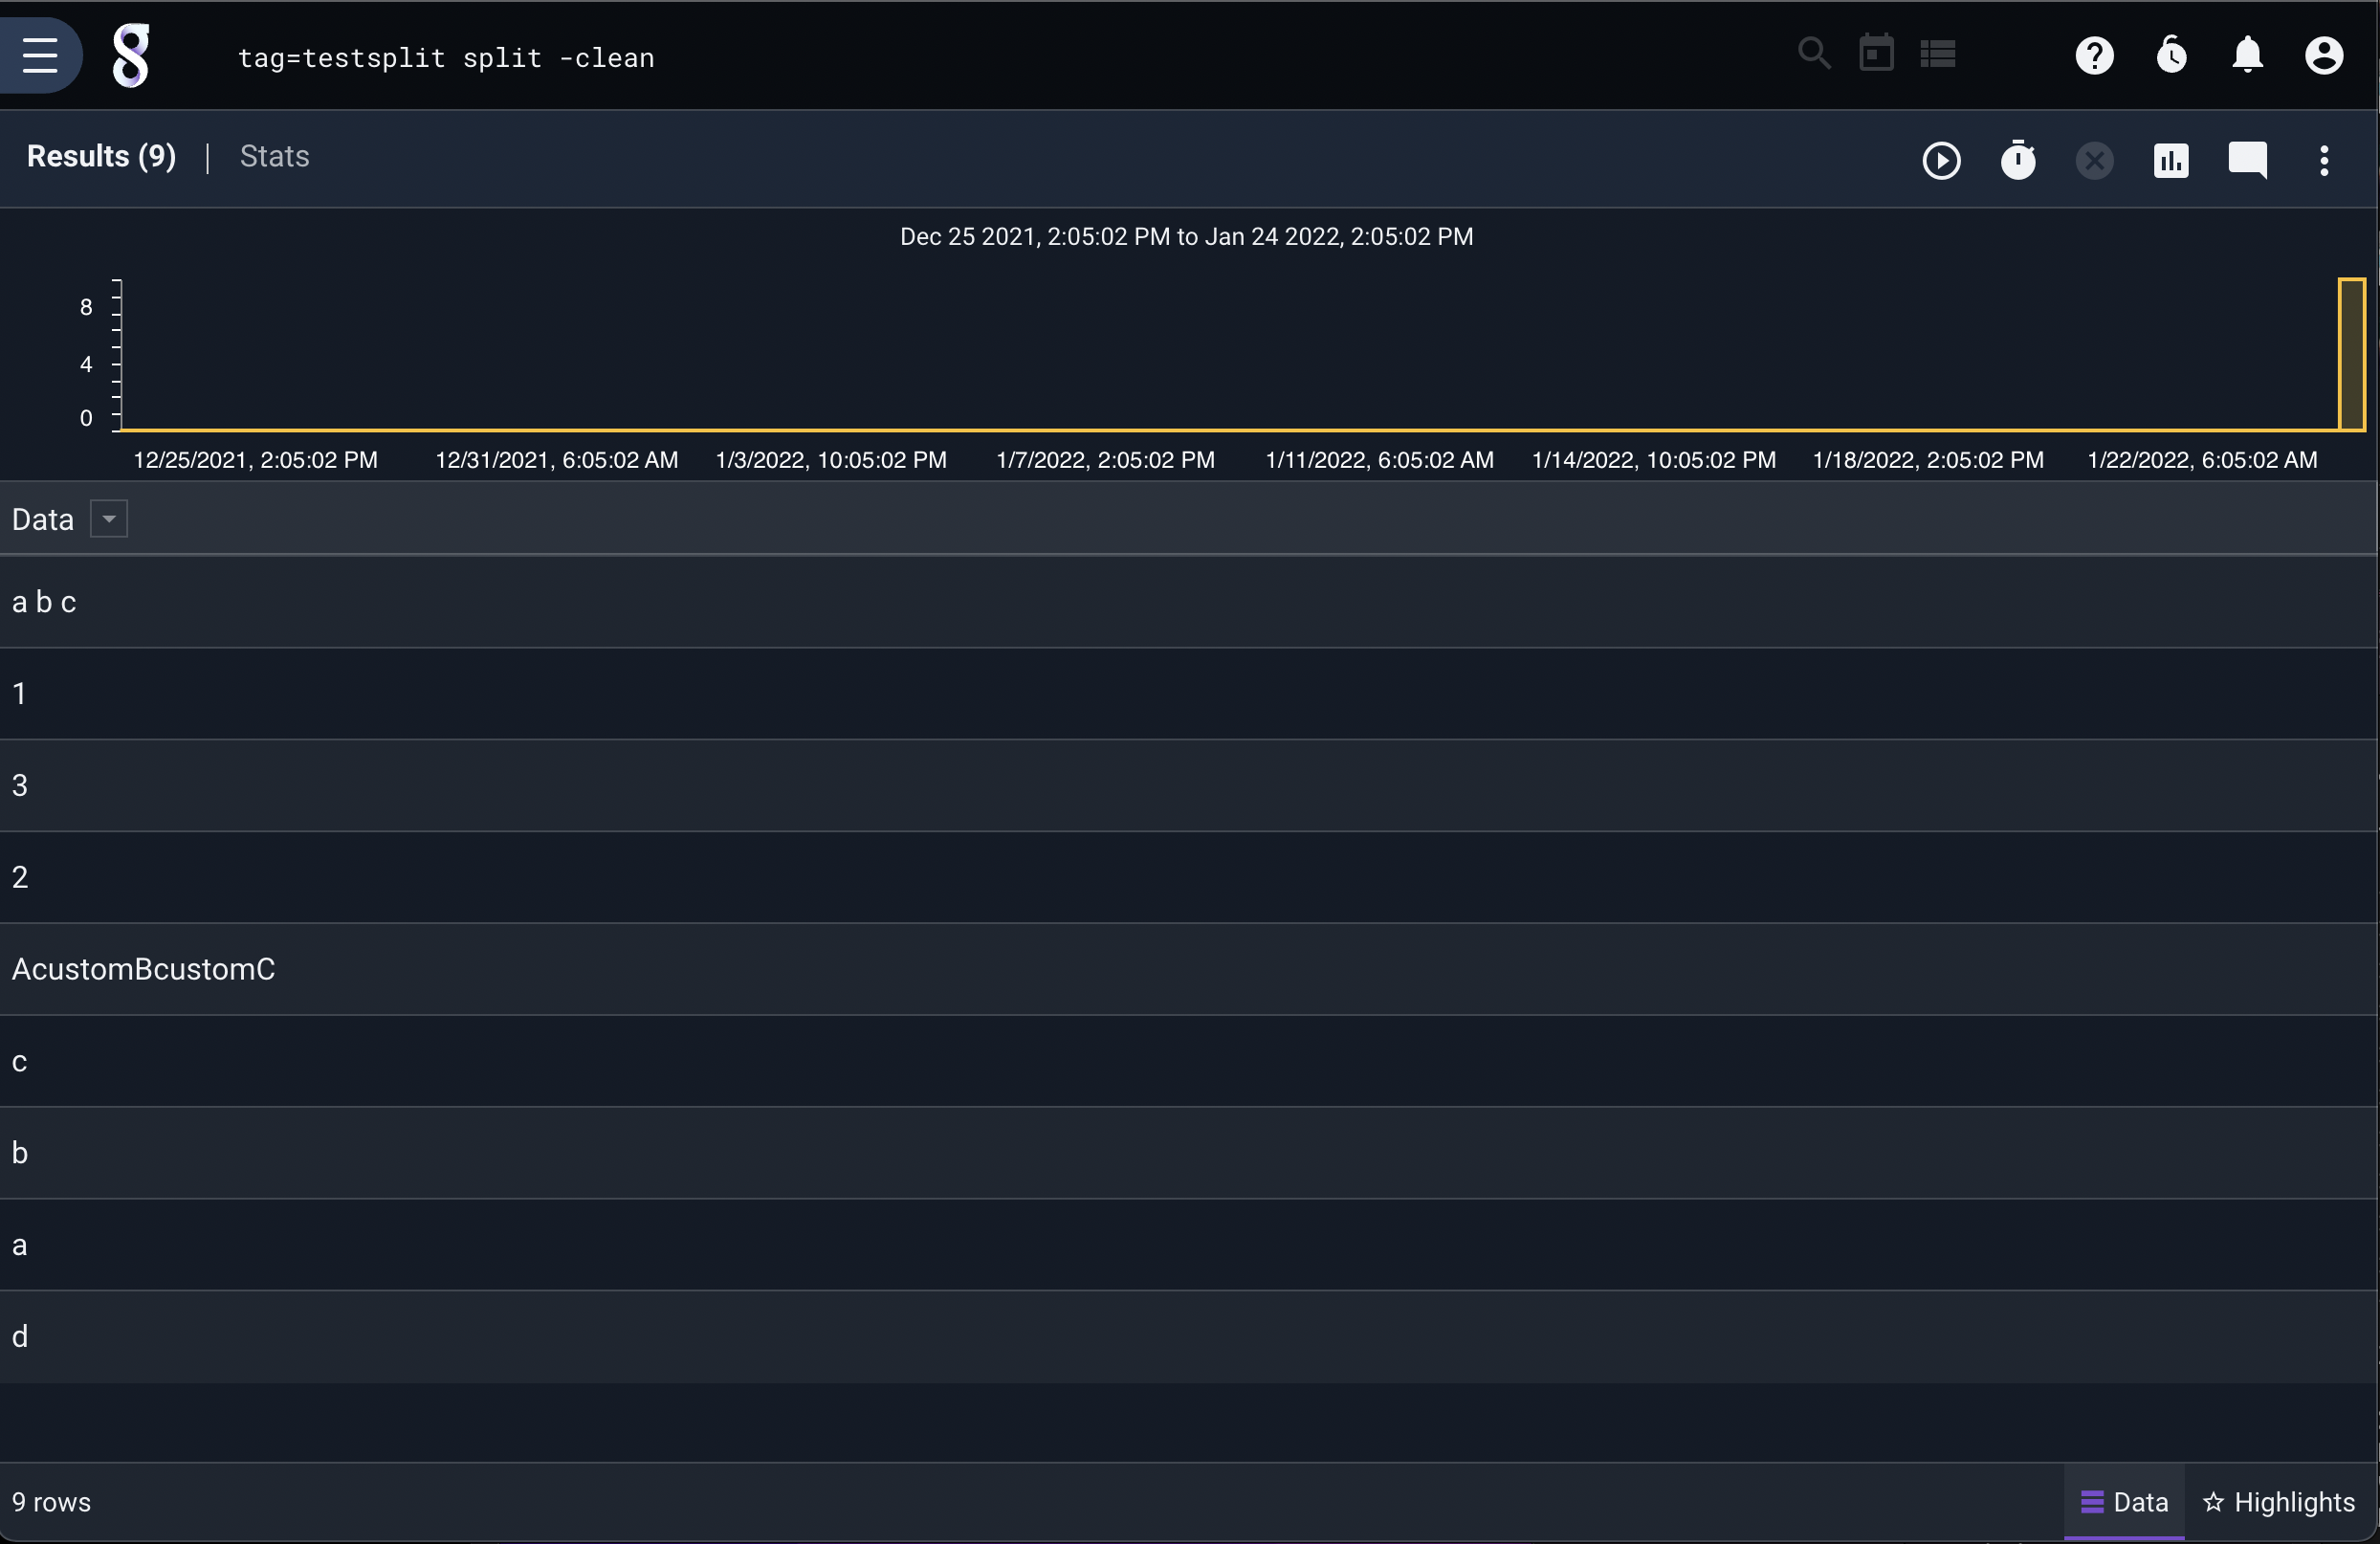 tag=testsplit split -clean
Results (9) | Stats
Dec 25 2021, 2:05:02 PM to Jan 24 2022, 2:05:02 PM
8
4
0
12/25/2021, 2:05:02 PM 12/31/2021, 6:05:02 AM 1/3/2022, 10:05:02 PM 1/7/2022, 2:05:02 PM 1/11/2022, 6:05:02 AM 1/14/2022, 10:05:02 PM 1/18/2022, 2:05:02 PM 1/22/2022, 6:05:02 AM
Data
a b c
1
3
2
AcustomBcustomC
c
b
a
d
9 rows Data Highlights